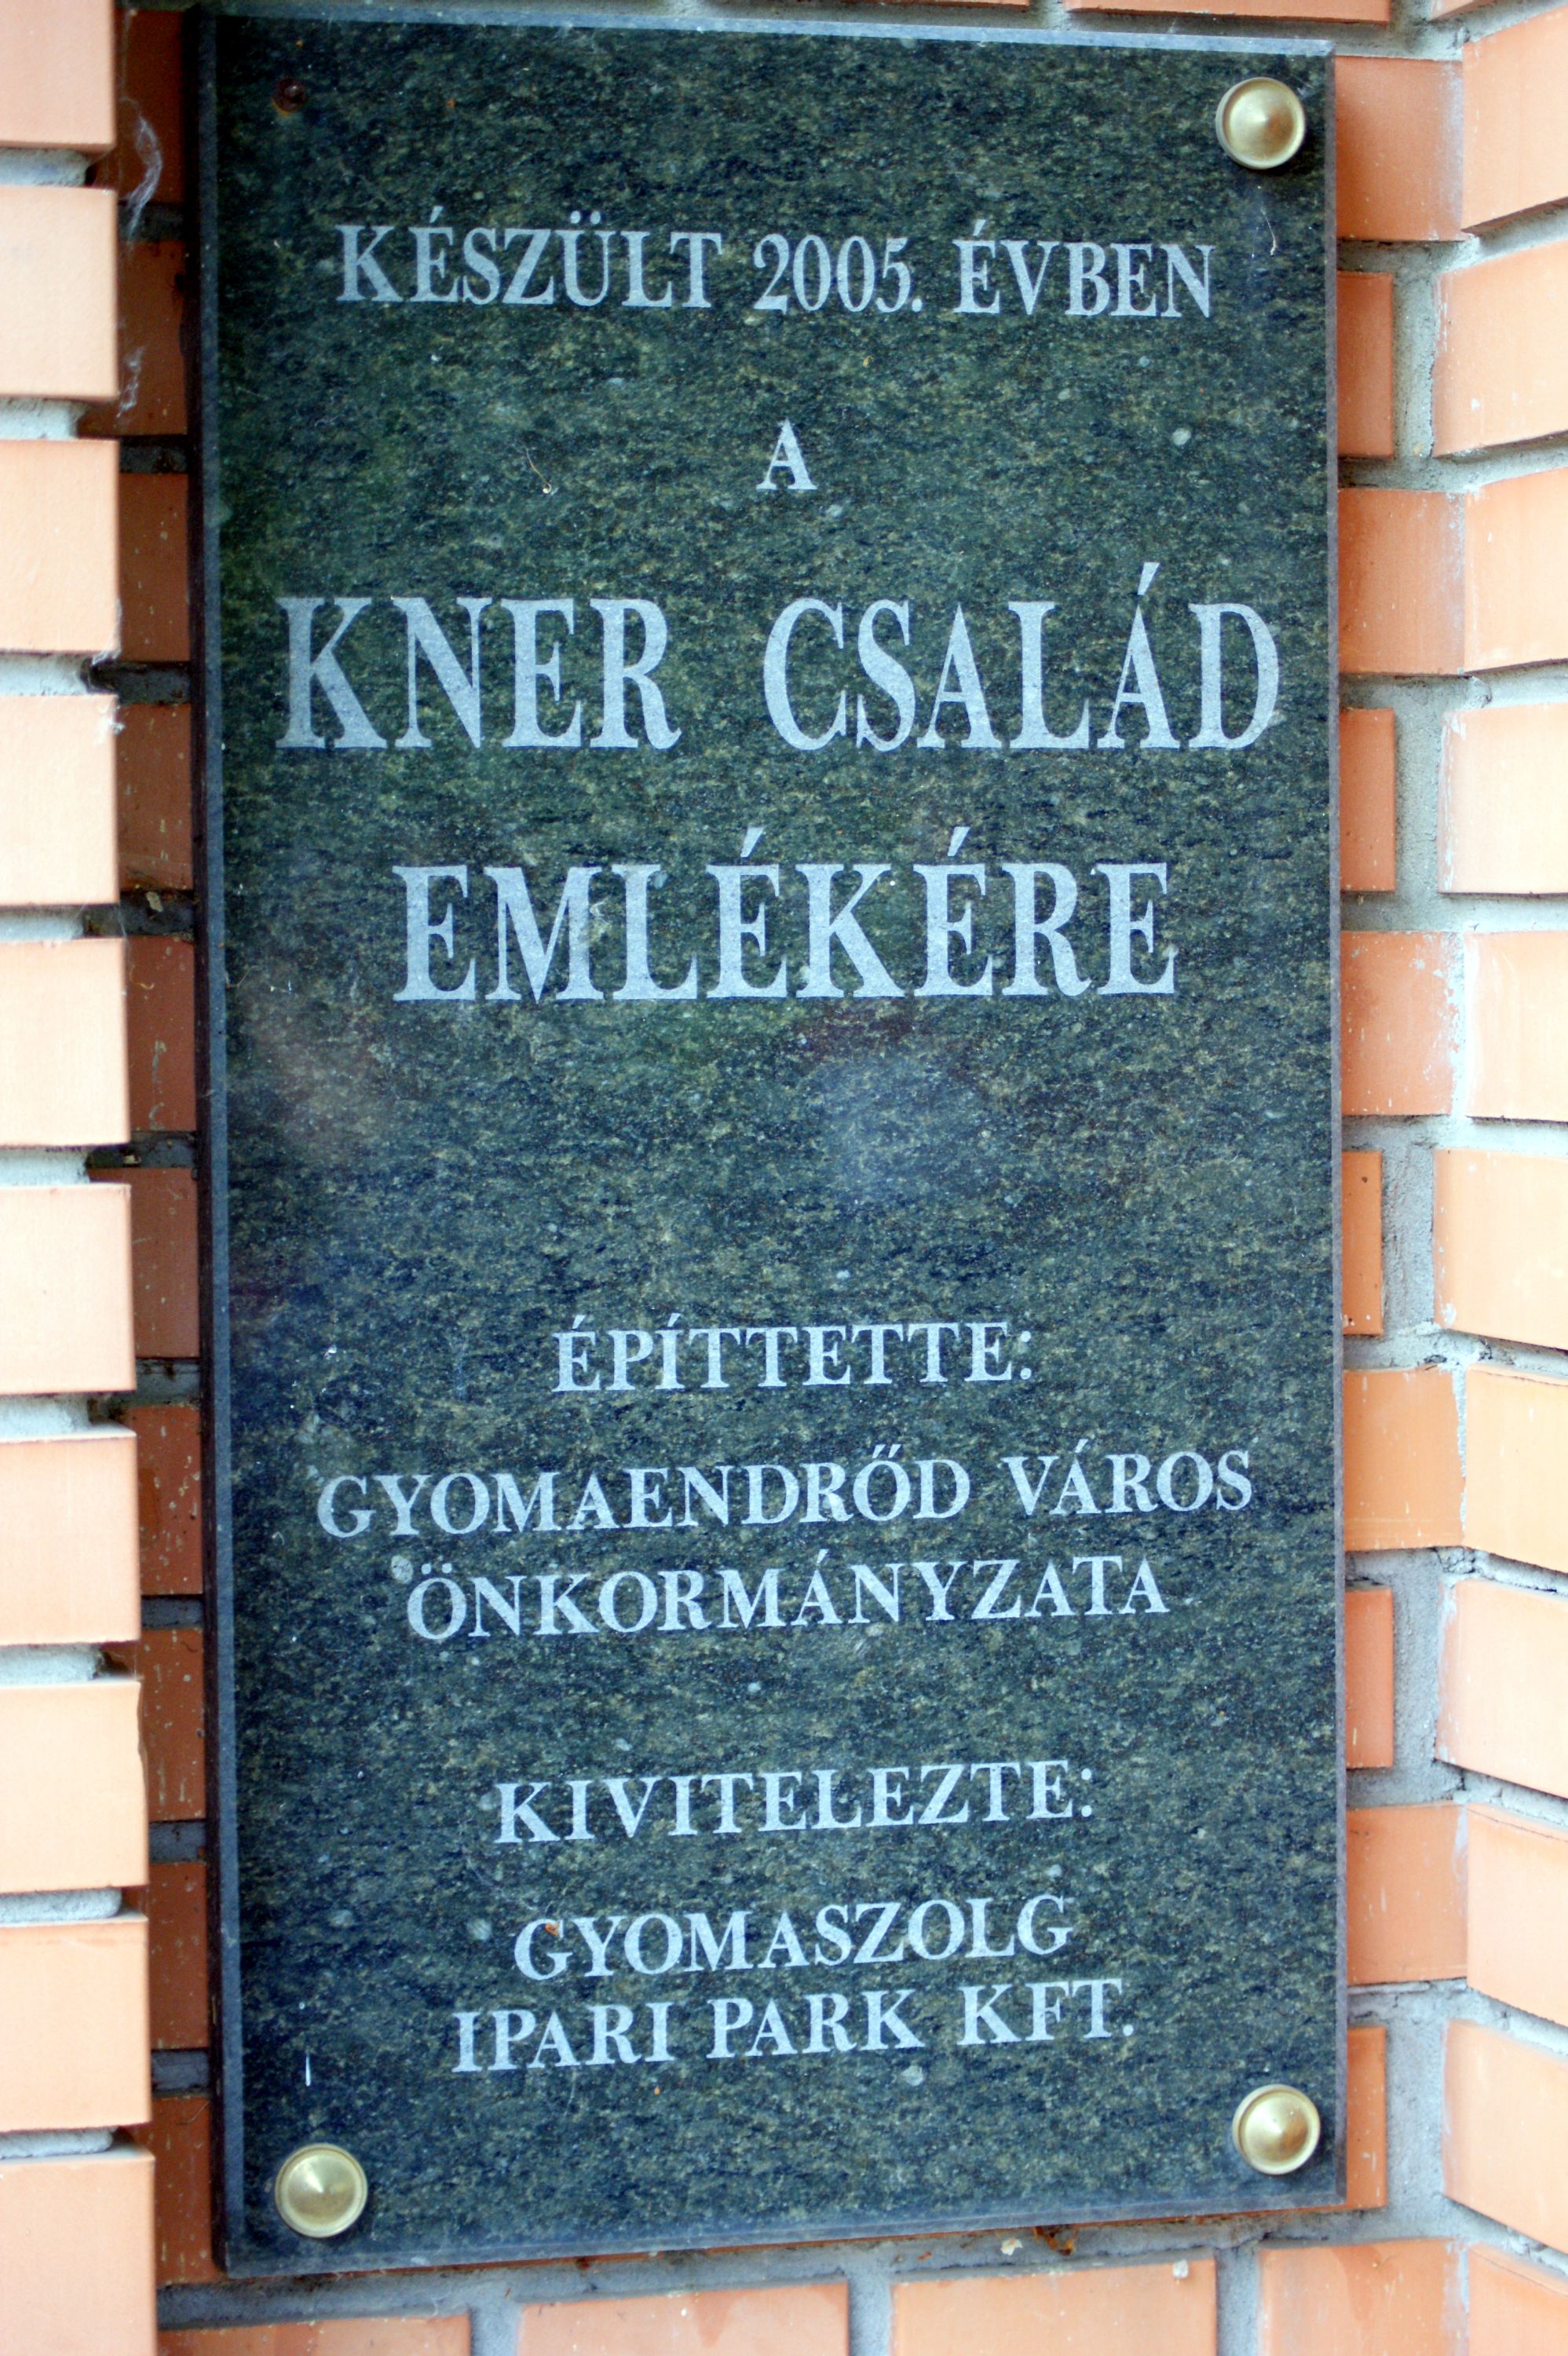 KÉSZÜLT 2005. ÉVBEN
A
KNER CSALÁD
EMLÉKÉRE
ÉPÍTTETTE:
GYOMAENDRŐD VÁROS
ÖNKORMÁNYZATA
KIVITELEZTE:
GYOMASZOLG
IPARI PARK KFT.